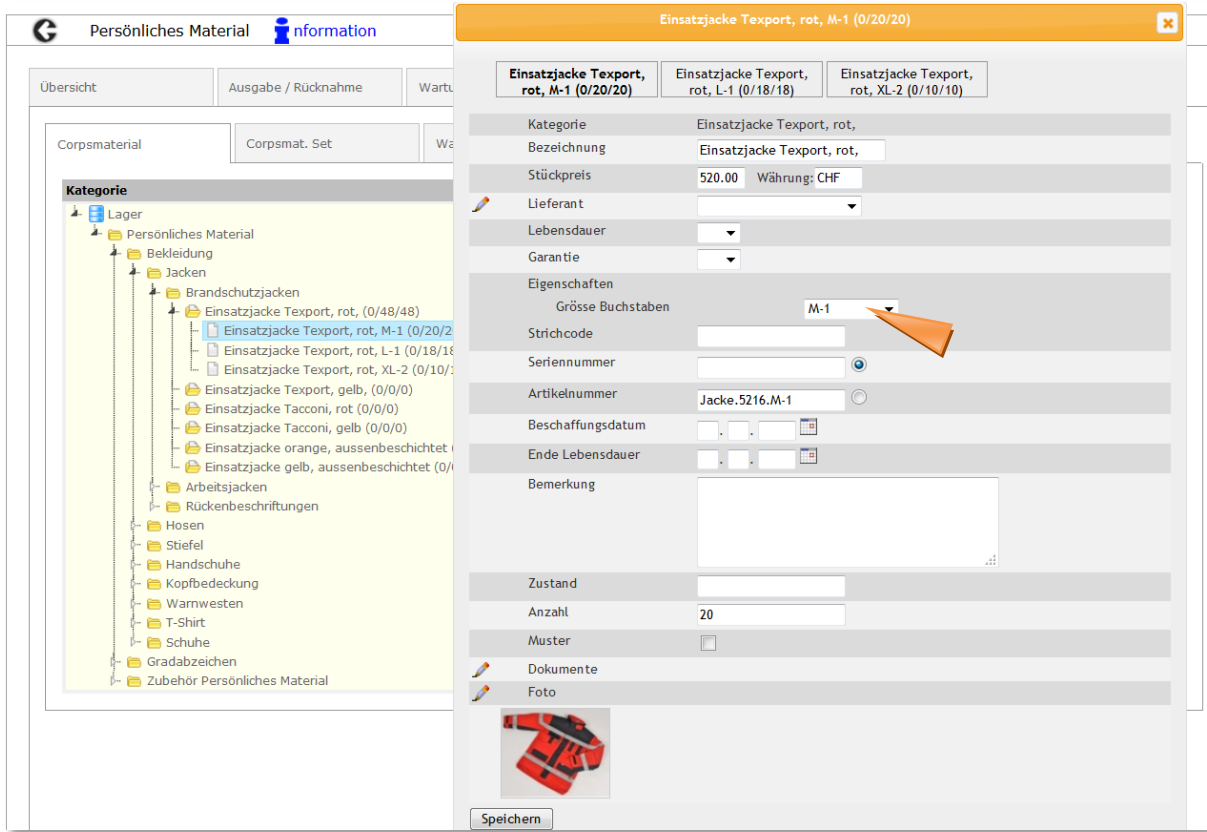 Persönliches Material
nformation
Übersicht
Ausgabe / Rücknahme
Wartu
Corpsmaterial
Corpsmat. Set
Wa
Kategorie
Lager
Persönliches Material
Bekleidung
Jacken
Brandschutzjacken
Einsatzjacke Texport, rot, (0/48/48)
Einsatzjacke Texport, rot, M-1 (0/20/2
Einsatzjacke Texport, rot, L-1 (0/18/18
Einsatzjacke Texport, rot, XL-2 (0/10/1
Einsatzjacke Texport, gelb, (0/0/0)
Einsatzjacke Tacconi, rot (0/0/0)
Einsatzjacke Tacconi, gelb (0/0/0)
Einsatzjacke orange, aussenbeschichtet (
Einsatzjacke gelb, aussenbeschichtet (0/
Arbeitsjacken
Rückenbeschriftungen
Hosen
Stiefel
Handschuhe
Kopfbedeckung
Warnwesten
T-Shirt
Schuhe
Gradabzeichen
Zubehör Persönliches Material
Einsatzjacke Texport, rot, M-1 (0/20/20)
Einsatzjacke Texport,
rot, M-1 (0/20/20)
Einsatzjacke Texport,
rot, L-1 (0/18/18)
Einsatzjacke Texport,
rot, XL-2 (0/10/10)
Kategorie Einsatzjacke Texport, rot,
Bezeichnung Einsatzjacke Texport, rot,
Stückpreis 520.00 Währung: CHF
Lieferant
Lebensdauer
Garantie
Eigenschaften
Grösse Buchstaben M-1
Strichcode
Seriennummer
Artikelnummer Jacke.5216.M-1
Beschaffungsdatum . .
Ende Lebensdauer . .
Bemerkung
Zustand
Anzahl 20
Muster
Dokumente
Foto
Speichern